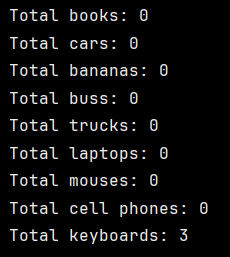 Total books: 0
Total cars: 0
Total bananas: 0
Total buss: 0
Total trucks: 0
Total laptops: 0
Total mouses: 0
Total cell phones: 0
Total keyboards: 3